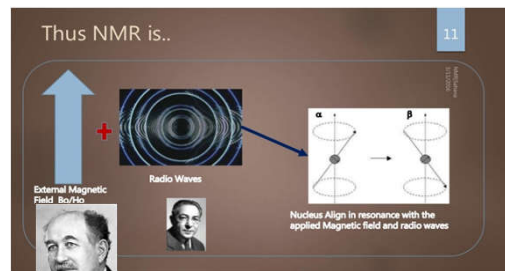 Thus NMR is..
11
External Magnetic
Field Bo/Ho
Radio Waves
α
β
Nucleus Align in resonance with the
applied Magnetic field and radio waves